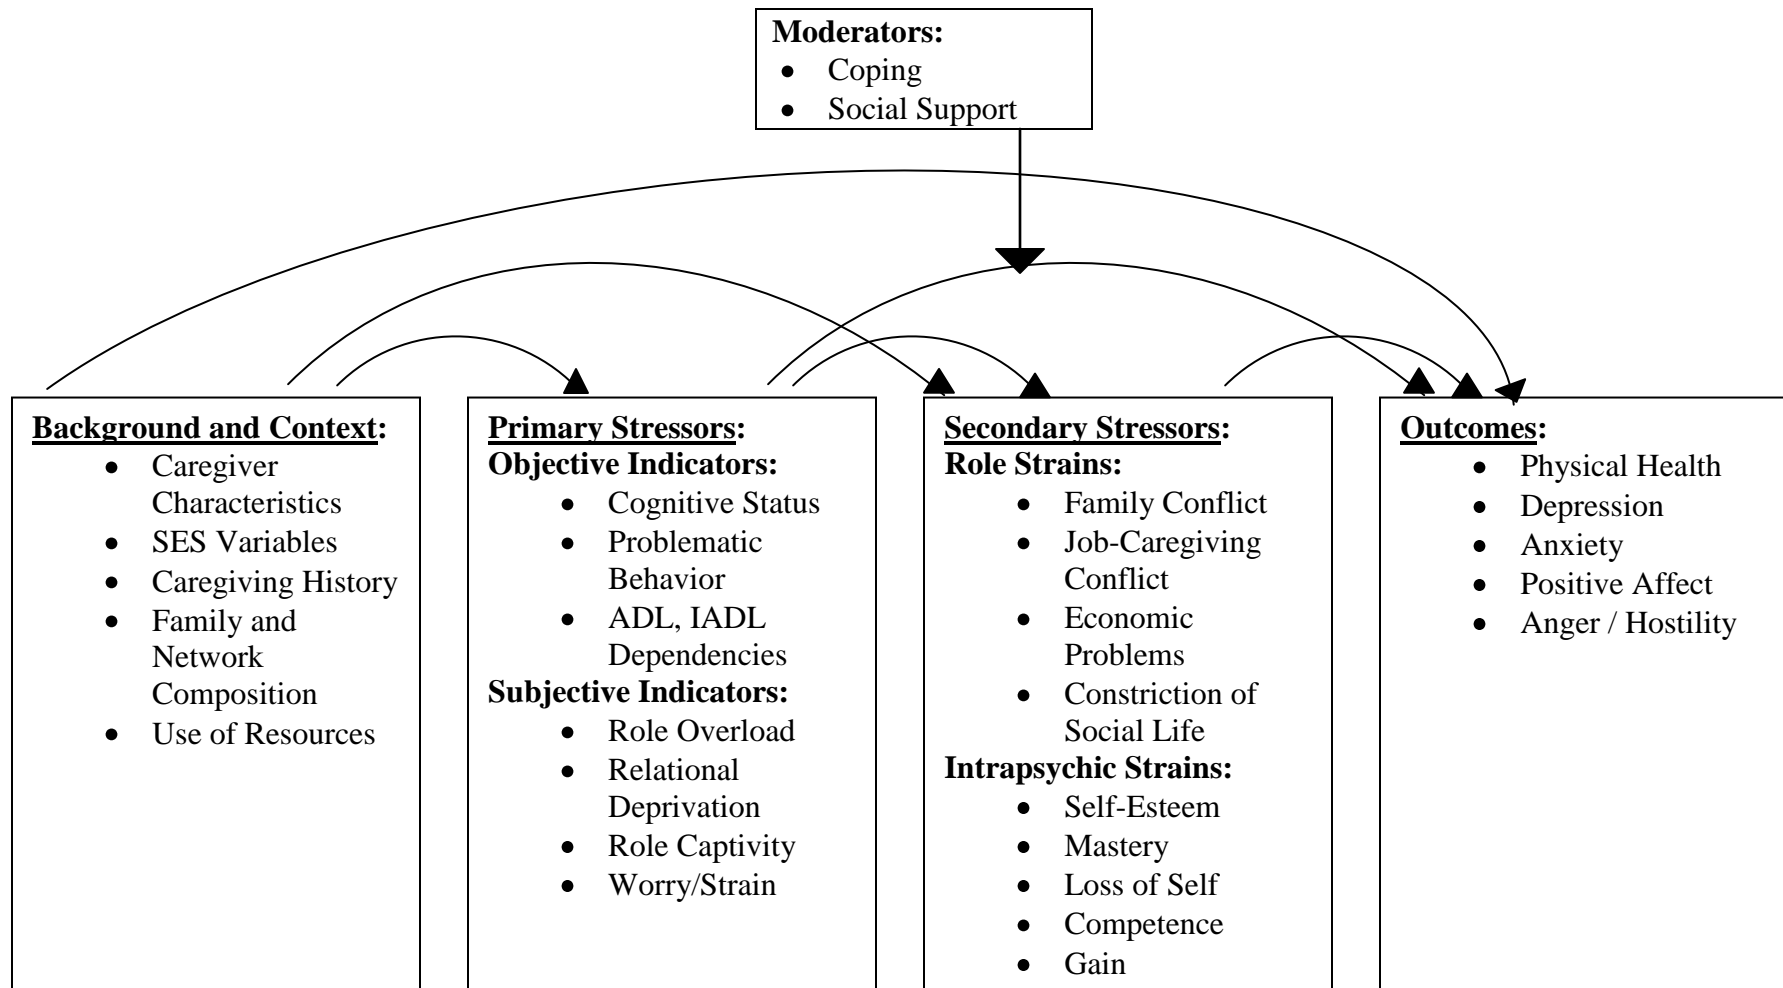 Moderators:
• Coping
• Social Support
Background and Context:
• Caregiver
Characteristics
• SES Variables
• Caregiving History
• Family and
Network
Composition
• Use of Resources
Primary Stressors:
Objective Indicators:
• Cognitive Status
• Problematic
Behavior
• ADL, IADL
Dependencies
Subjective Indicators:
• Role Overload
• Relational
Deprivation
• Role Captivity
• Worry/Strain
Secondary Stressors:
Role Strains:
• Family Conflict
• Job-Caregiving
Conflict
• Economic
Problems
• Constriction of
Social Life
Intrapsychic Strains:
• Self-Esteem
• Mastery
• Loss of Self
• Competence
• Gain
Outcomes:
• Physical Health
• Depression
• Anxiety
• Positive Affect
• Anger / Hostility